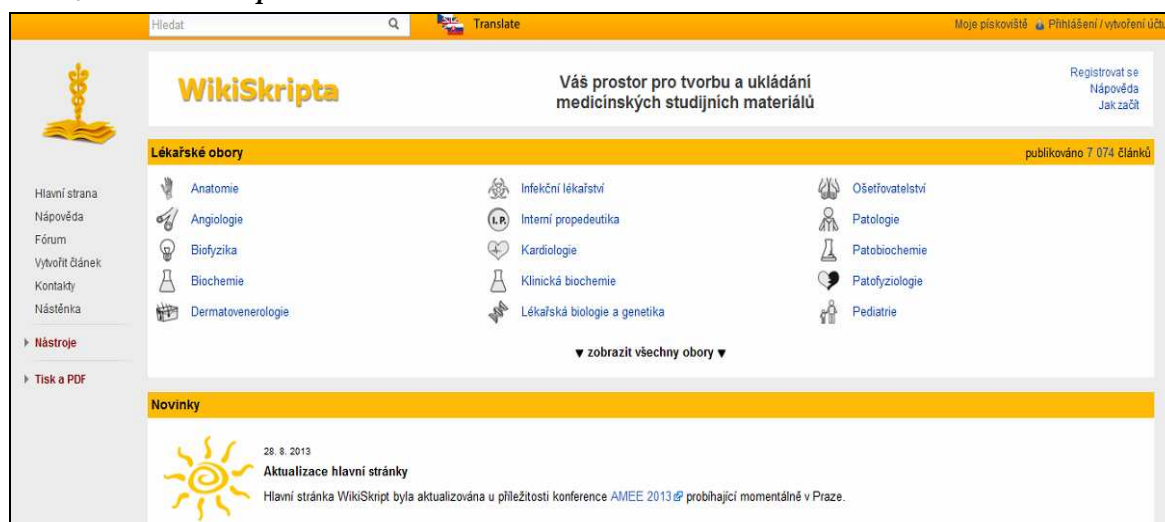 Hledat
Translate
Moje pískoviště Přihlášení / vytvoření účtu
WikiSkripta
Váš prostor pro tvorbu a ukládání
medicínských studijních materiálů
Registrovat se
Nápověda
Jak začít
Hlavní strana
Nápověda
Fórum
Vytvořit článek
Kontakty
Nástěnka
Nástroje
Tisk a PDF
Lékařské obory
publikováno 7 074 článků
Anatomie
Angiologie
Biofyzika
Biochemie
Dermatovenerologie
Infekční lékařství
I. P.
Interní propedeutika
Kardiologie
Klinická biochemie
Lékařská biologie a genetika
Ošetřovatelství
Patologie
Patobiochemie
Patofyziologie
Pediatrie
▼ zobrazit všechny obory ▼
Novinky
28. 8. 2013
Aktualizace hlavní stránky
Hlavní stránka WikiSkript byla aktualizována u příležitosti konference AMEE 2013 probíhající momentálně v Praze.